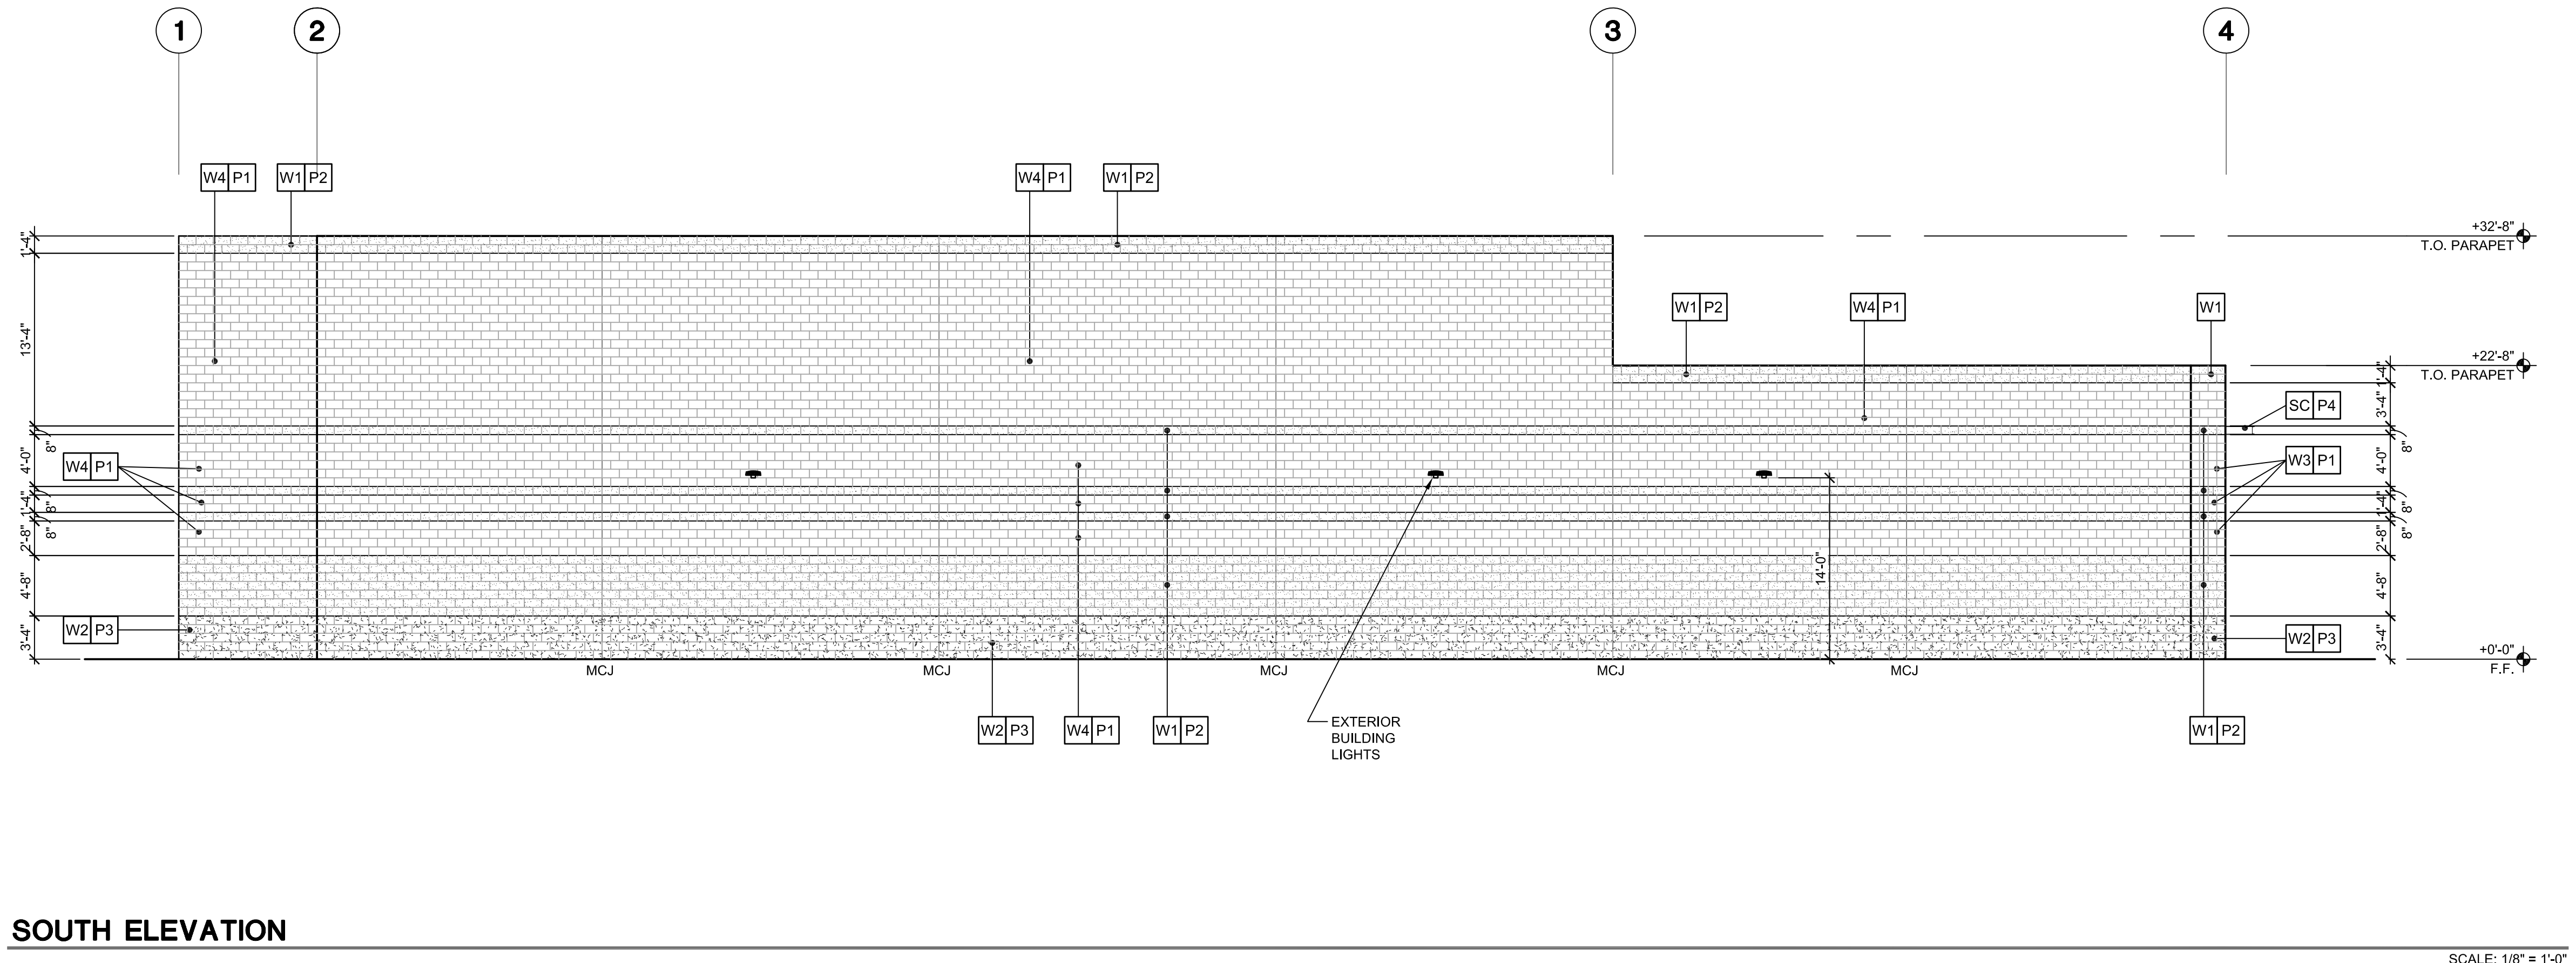 1 2 3 4
W4 P1
W1 P2
W4 P1
W1 P2
+32'-8"
T.O. PARAPET
1'-4"
13'-4"
8"
4'-0"
8"
1'-4"
8"
2'-8"
4'-8"
3'-4"
W1 P2
W4 P1
W1
+22'-8"
T.O. PARAPET
1'-4"
3'-4"
8"
4'-0"
8"
1'-4"
8"
2'-8"
4'-8"
3'-4"
SC P4
W4 P1
W3 P1
14'-0"
W2 P3
W2 P3
+0'-0"
F.F.
MCJ MCJ MCJ MCJ MCJ
W2 P3
W4 P1
W1 P2
EXTERIOR
BUILDING
LIGHTS
W1 P2
SOUTH ELEVATION
SCALE: 1/8" = 1'-0"